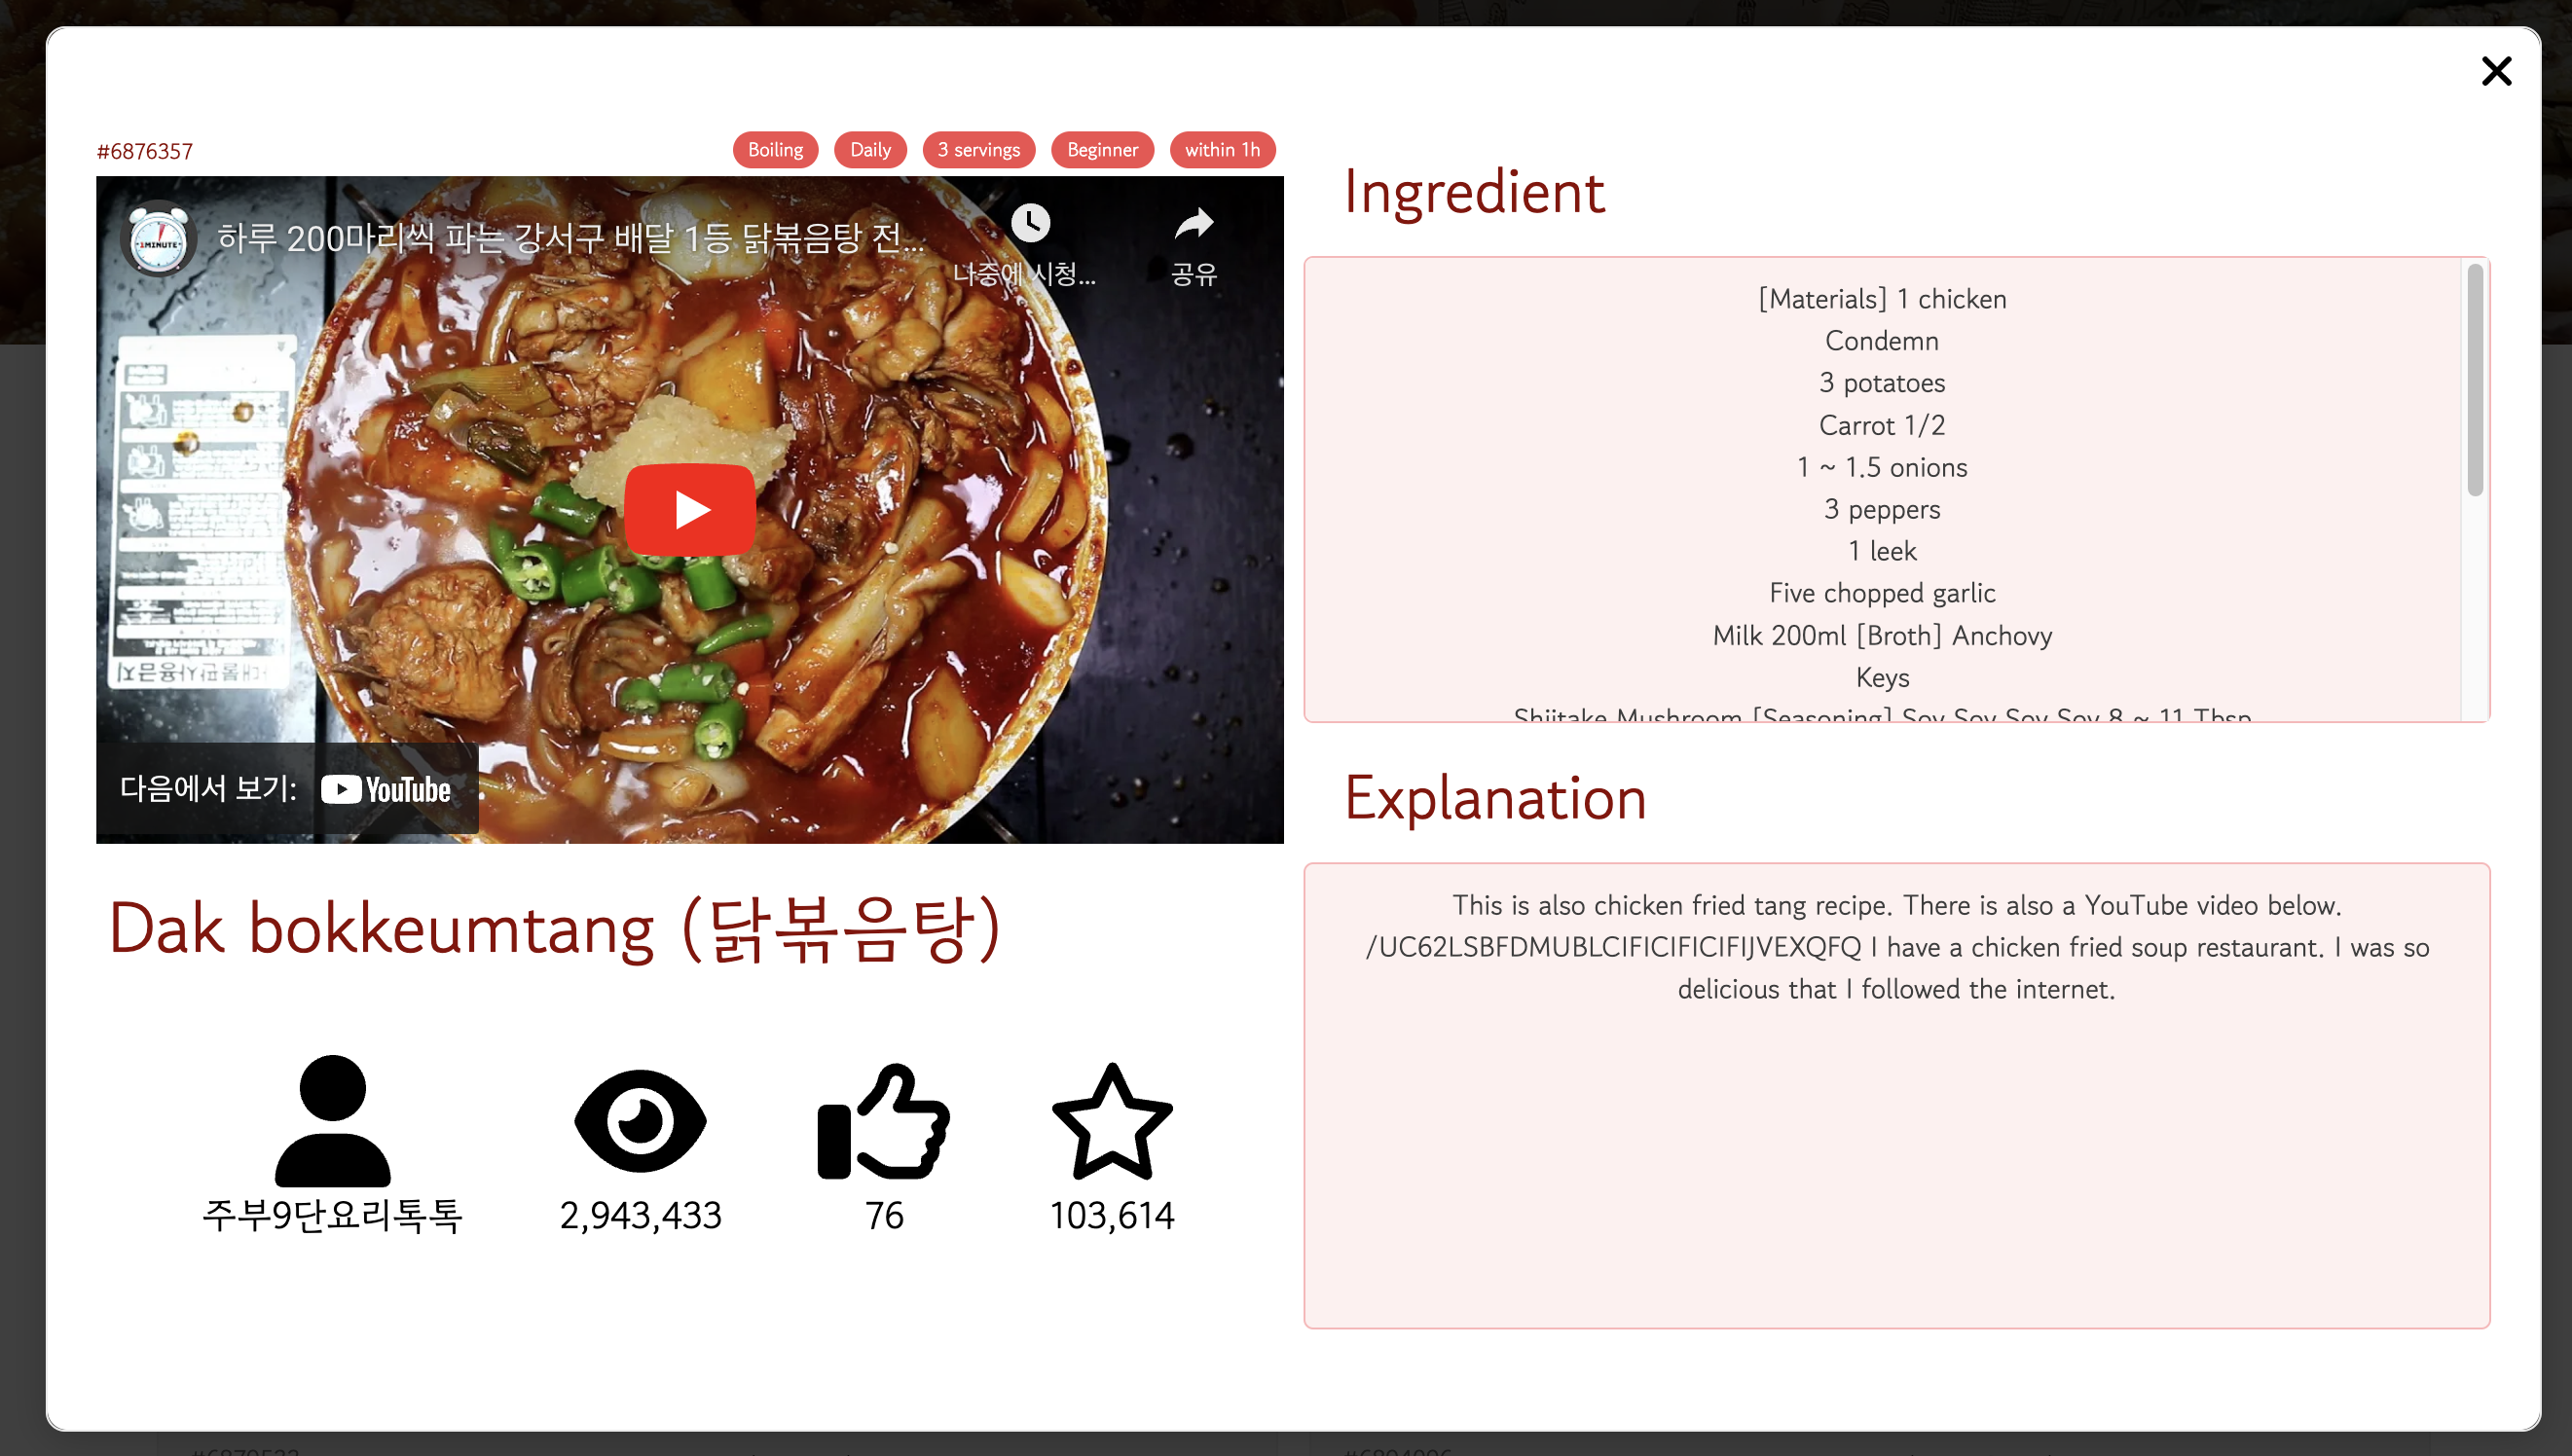 #6876357
Boiling
Daily
3 servings
Beginner
within 1h
1MINUTE
하루 200마리씩 파는 강서구 배달 1등 닭볶음탕 전...
나중에 시청...
공유
다음에서 보기: YouTube
Dak bokkeumtang (닭볶음탕)
주부9단요리톡톡
2,943,433
76
103,614
Ingredient
[Materials] 1 chicken
Condemn
3 potatoes
Carrot 1/2
1 ~ 1.5 onions
3 peppers
1 leek
Five chopped garlic
Milk 200ml [Broth] Anchovy
Keys
Shiitake Mushroom [Seasoning] Soy Soy Soy Soy 8 ~ 11 Tbsp
Explanation
This is also chicken fried tang recipe. There is also a YouTube video below.
/UC62LSBFDMUBLCIFICIFICIFIJVEXQFQ I have a chicken fried soup restaurant. I was so
delicious that I followed the internet.